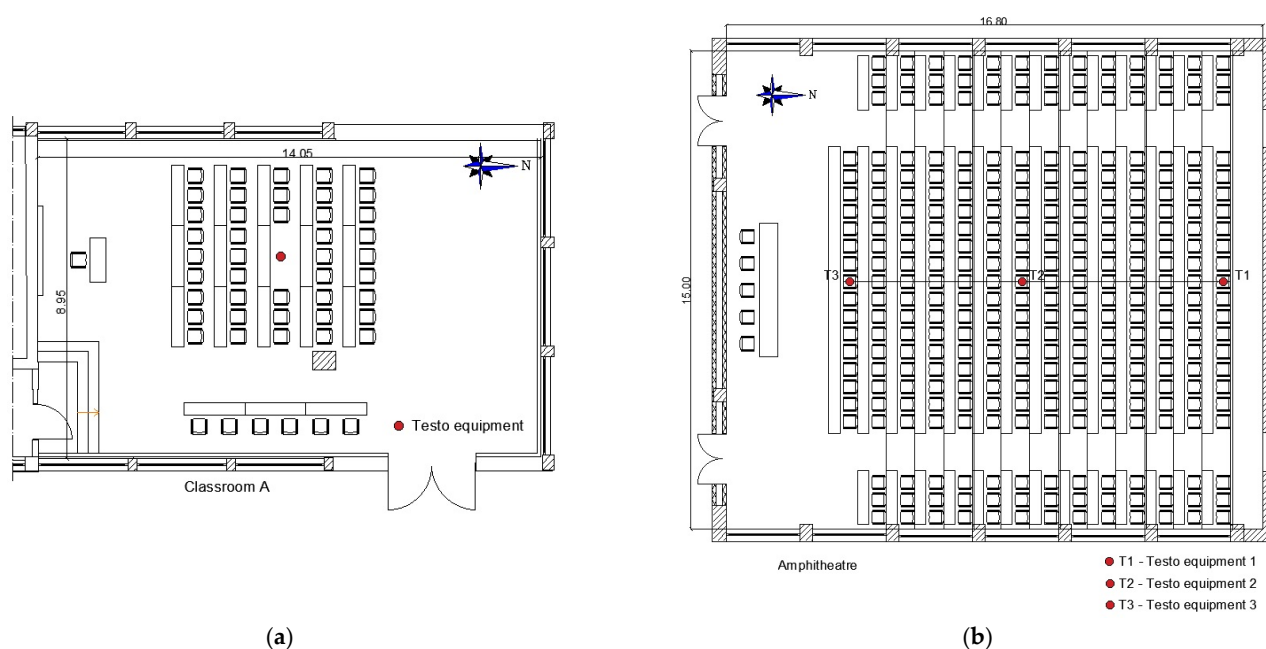 14.05
N
8.95
Testo equipment
Classroom A
(a)
16.80
N
15.00
T3
T2
T1
Amphitheatre
T1 - Testo equipment 1
T2 - Testo equipment 2
T3 - Testo equipment 3
(b)